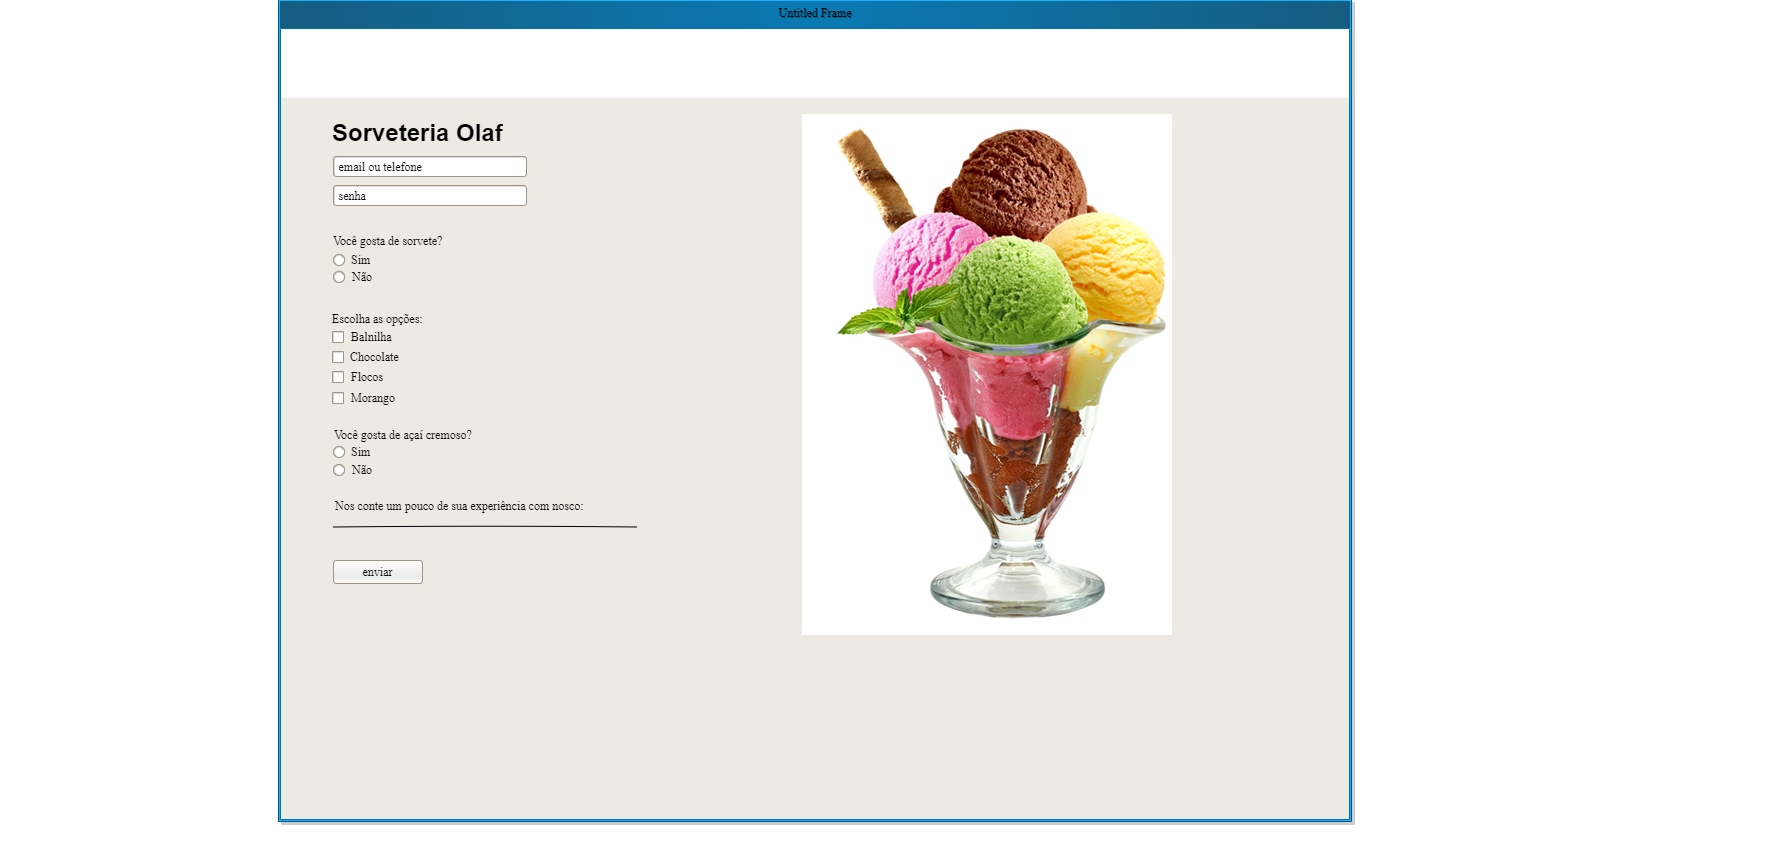 Untitled Frame
Sorveteria Olaf
email ou telefone
senha
Você gosta de sorvete?
Sim
Não
Escolha as opções:
Balnilha
Chocolate
Flocos
Morango
Você gosta de açaí cremoso?
Sim
Não
Nos conte um pouco de sua experiência com nosco:
enviar